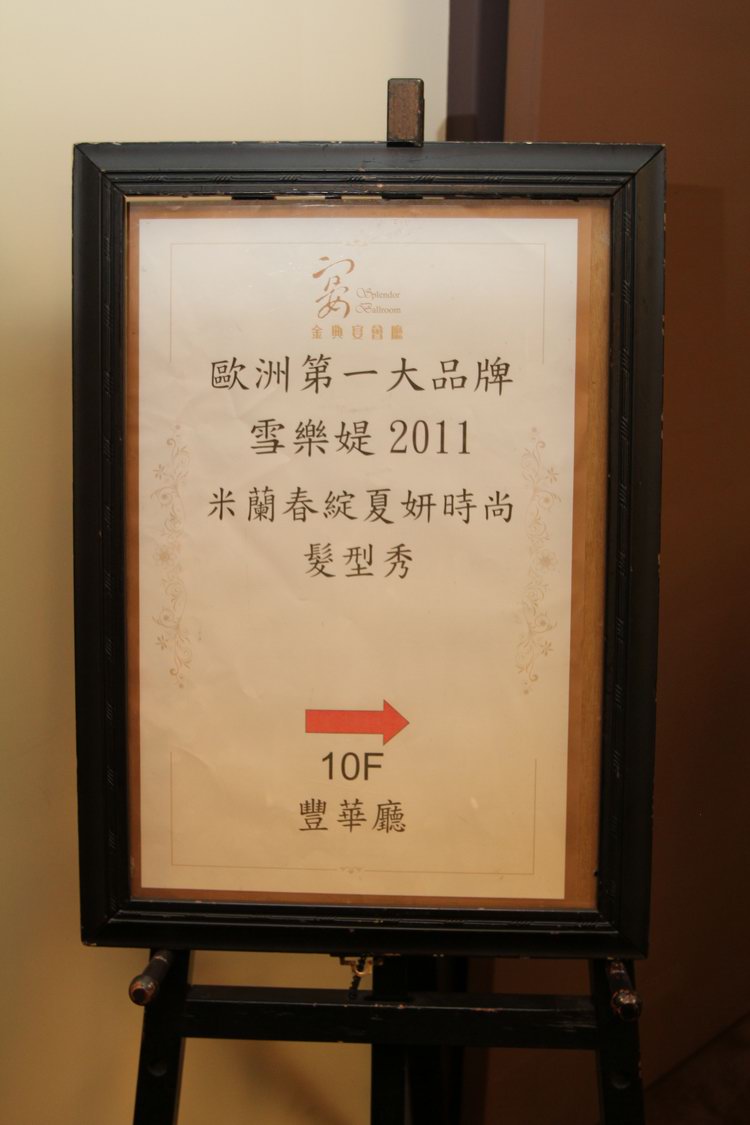 宴
Splendor
Ballroom
金典宴會廳
歐洲第一大品牌
雪樂媞 2011
米蘭春綻夏妍時尚
髮型秀
10F
豐華廳